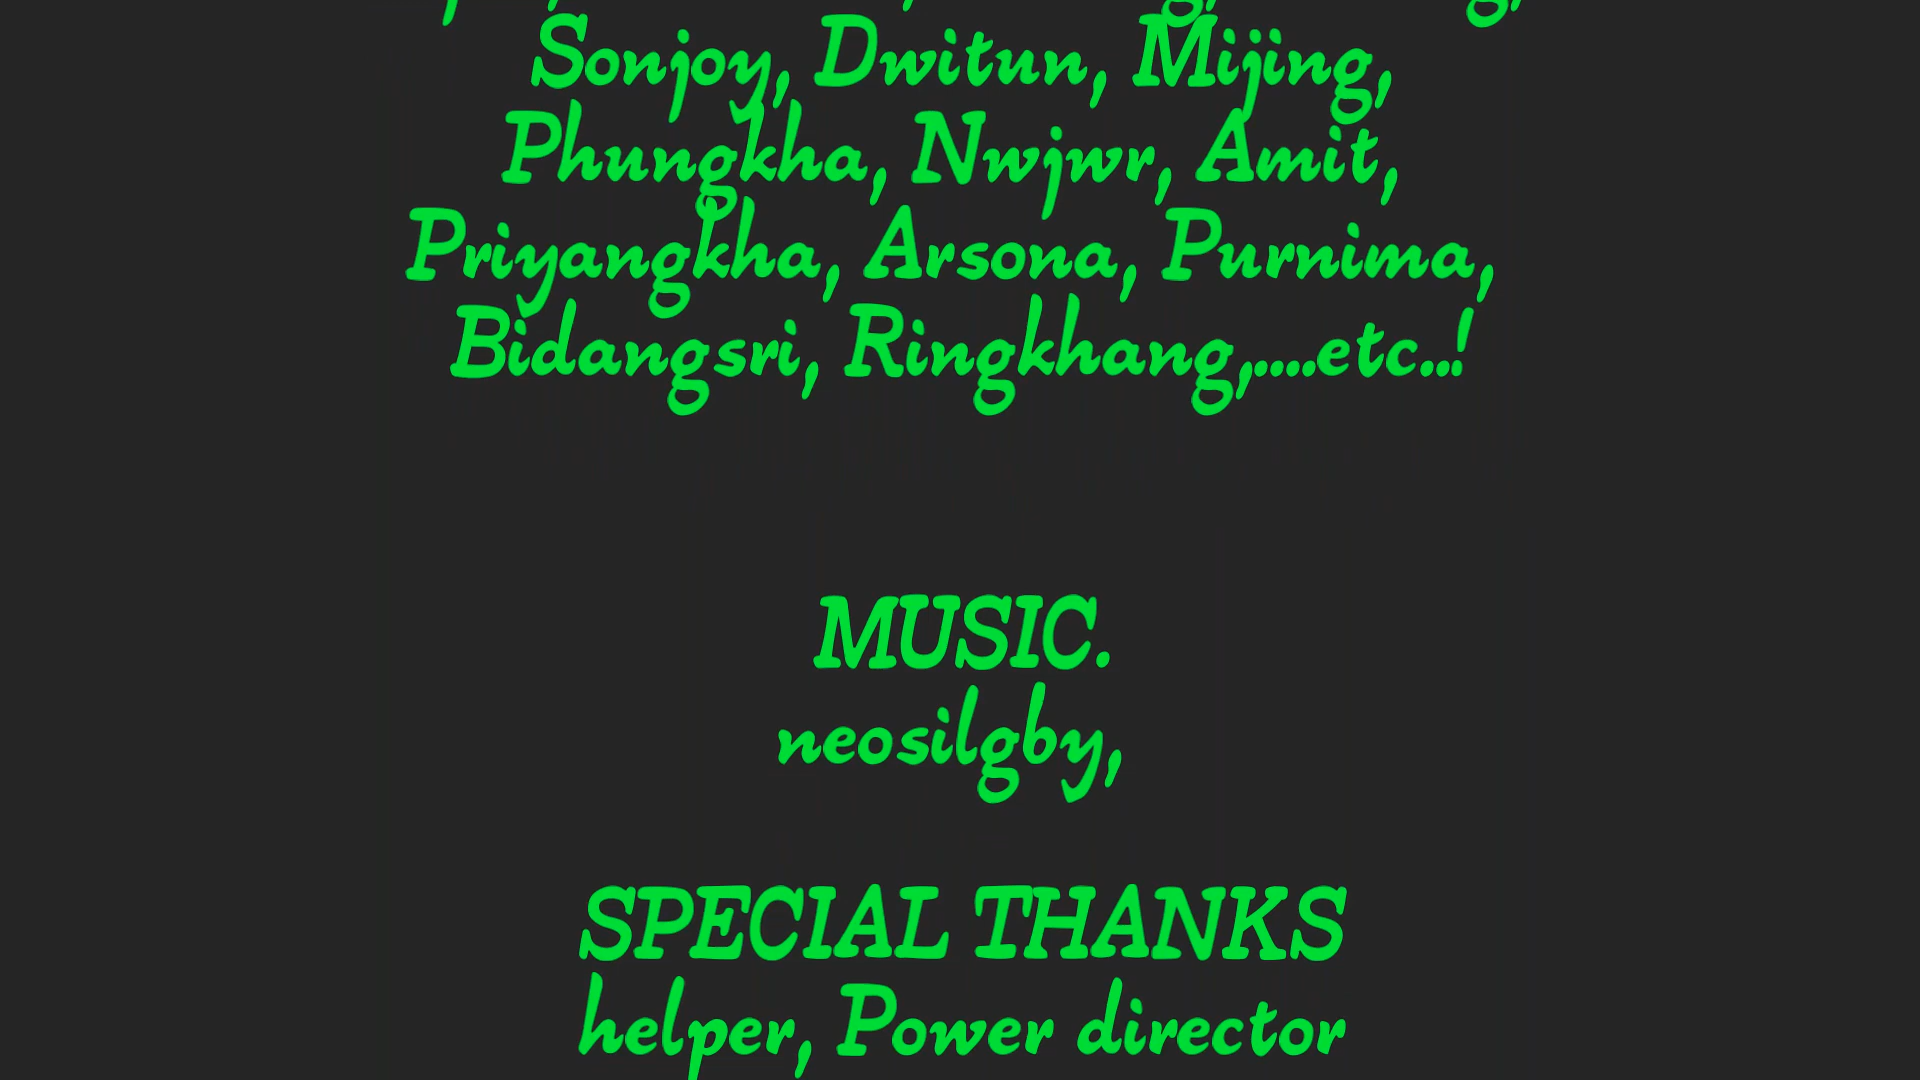 Sonjoy, Dwitun, Mijing,
Phungkha, Nwjwr, Amit,
Priyangkha, Arsona, Purnima,
Bidangsri, Ringkhang,.....etc...!
MUSIC.
neosilgby,
SPECIAL THANKS
helper, Power director